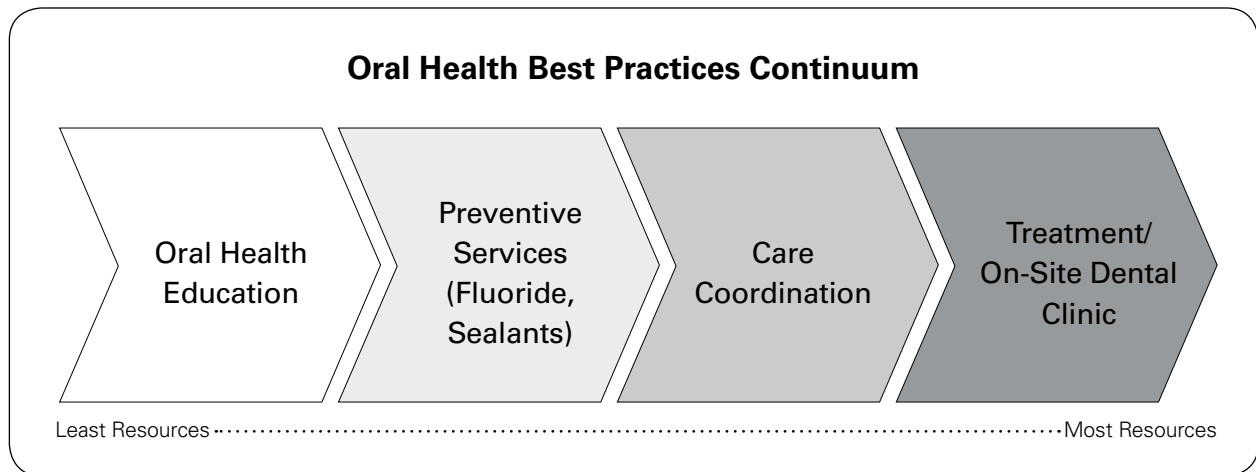 Oral Health Best Practices Continuum
Oral Health
Education
Preventive
Services
(Fluoride,
Sealants)
Care
Coordination
Treatment/
On-Site Dental
Clinic
Least Resources
Most Resources